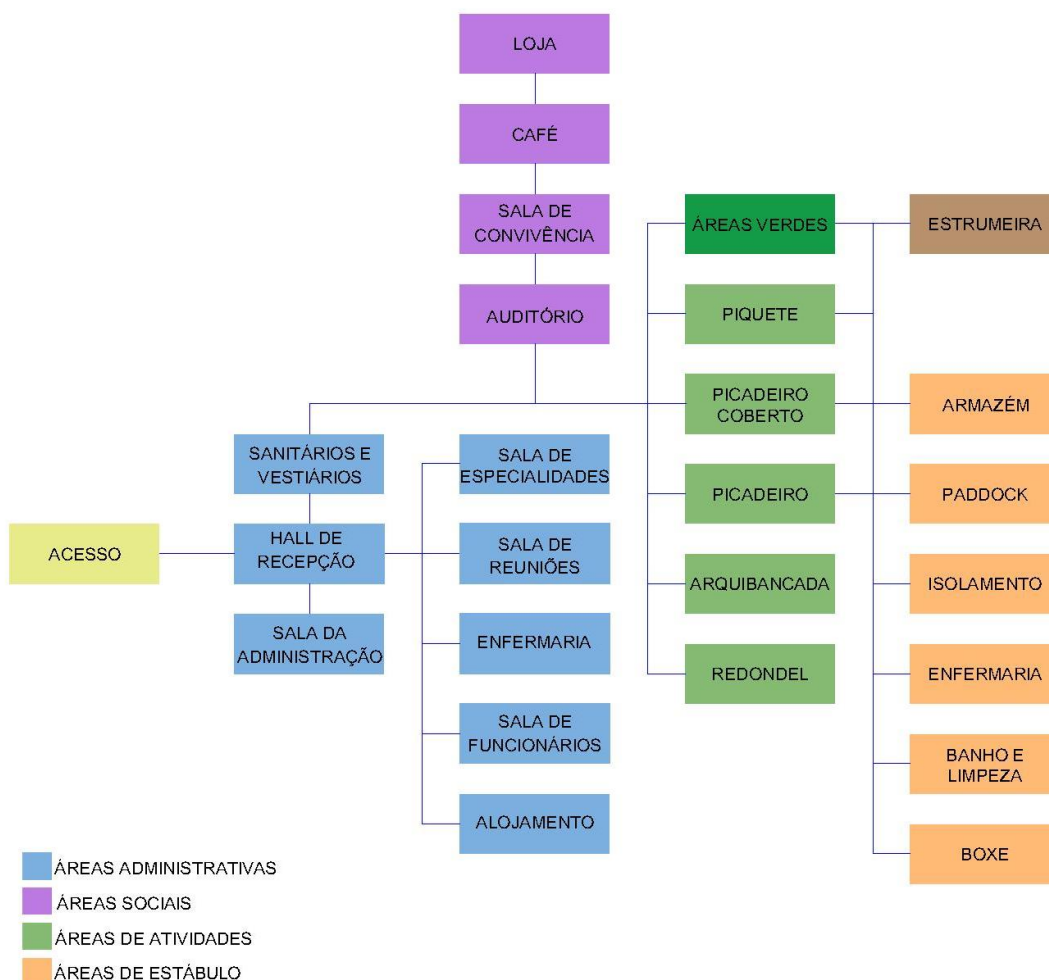 LOJA
CAFÉ
SALA DE
CONVIVÊNCIA
AUDITÓRIO
ÁREAS VERDES
PIQUETE
PICADEIRO
COBERTO
PICADEIRO
ARQUIBANCADA
REDONDEL
ESTRUMEIRA
ARMAZÉM
PADDOCK
ISOLAMENTO
ENFERMARIA
BANHO E
LIMPEZA
BOXE
SANITÁRIOS E
VESTIÁRIOS
ACESSO
HALL DE
RECEPÇÃO
SALA DA
ADMINISTRAÇÃO
SALA DE
ESPECIALIDADES
SALA DE
REUNIÕES
ENFERMARIA
SALA DE
FUNCIONÁRIOS
ALOJAMENTO
ÁREAS ADMINISTRATIVAS
ÁREAS SOCIAIS
ÁREAS DE ATIVIDADES
ÁREAS DE ESTÁBULO